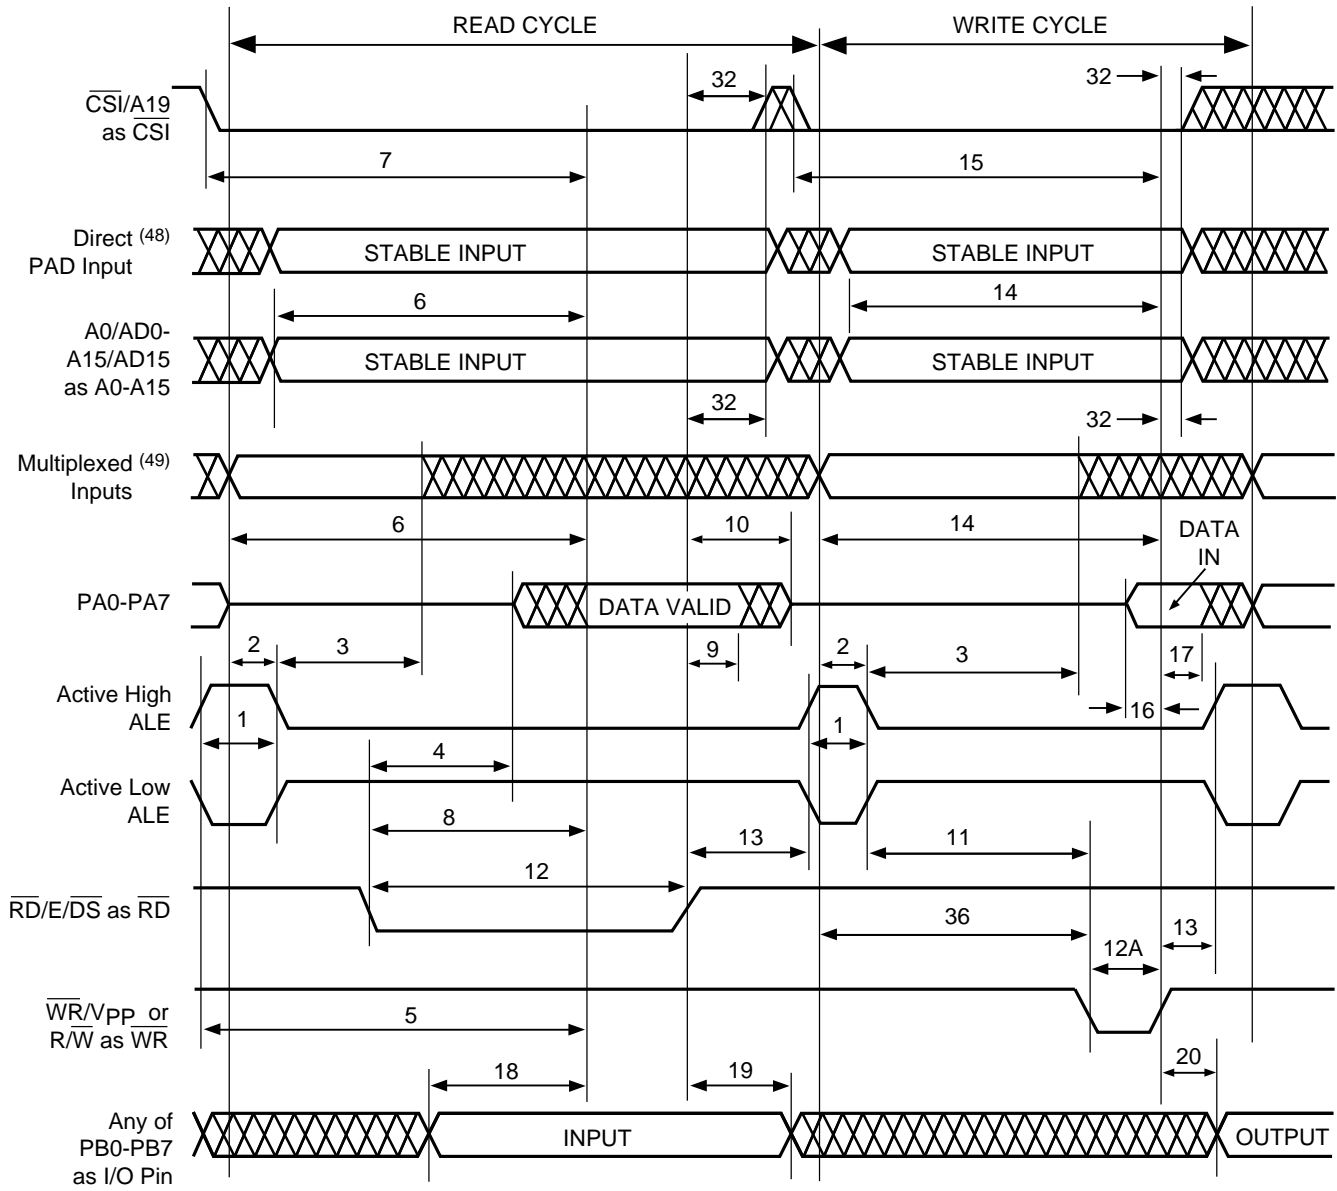 READ CYCLE
WRITE CYCLE
CSI/A19
as CSI
32
32
7
15
Direct (48)
PAD Input
STABLE INPUT
STABLE INPUT
6
14
A0/AD0-
A15/AD15
as A0-A15
STABLE INPUT
STABLE INPUT
32
32
Multiplexed (49)
Inputs
6
10
14
DATA
IN
PA0-PA7
DATA VALID
2
3
9
2
3
17
Active High
ALE
1
1
16
4
Active Low
ALE
8
13
11
12
RD/E/DS as RD
36
12A
13
WR/VPP or
R/W as WR
5
18
19
20
Any of
PB0-PB7
as I/O Pin
INPUT
OUTPUT